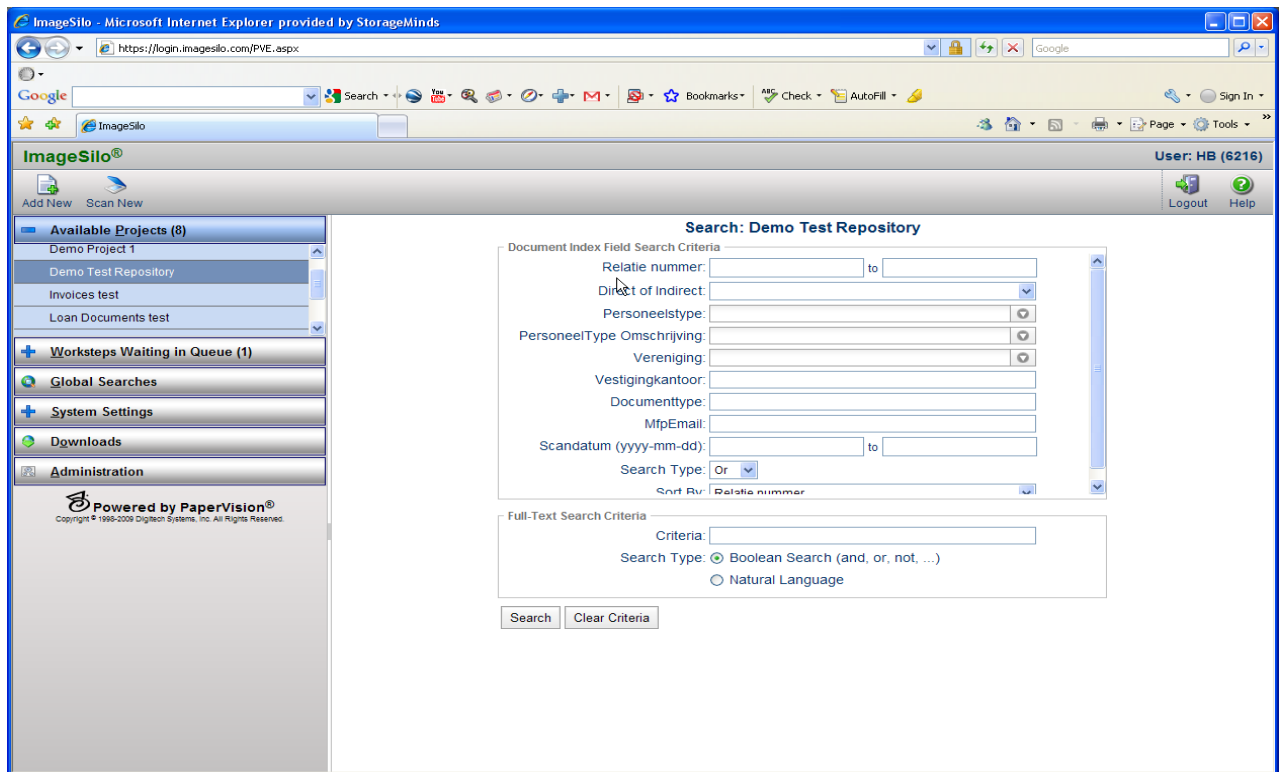 ImageSilo - Microsoft Internet Explorer provided by StorageMinds
https://login.imagesilo.com/PVE.aspx
Google
Google Search Bookmarks Check AutoFill Sign In
ImageSilo Page Tools »
ImageSilo® User: HB (6216)
Add New Scan New Logout Help
Available Projects (8)
Demo Project 1
Demo Test Repository
Invoices test
Loan Documents test
Worksteps Waiting in Queue (1)
Global Searches
System Settings
Downloads
Administration
Powered by PaperVision®
Copyright © 1998-2009 Digitech Systems, Inc. All Rights Reserved.
Search: Demo Test Repository
Document Index Field Search Criteria
Relatie nummer: to
Direct of Indirect:
Personeelstype:
PersoneelType Omschrijving:
Vereniging:
Vestigingkantoor:
Documenttype:
MfpEmail:
Scandatum (yyyy-mm-dd): to
Search Type: Or
Sort By: Relatie nummer
Full-Text Search Criteria
Criteria:
Search Type: Boolean Search (and, or, not, ...)
Natural Language
Search Clear Criteria